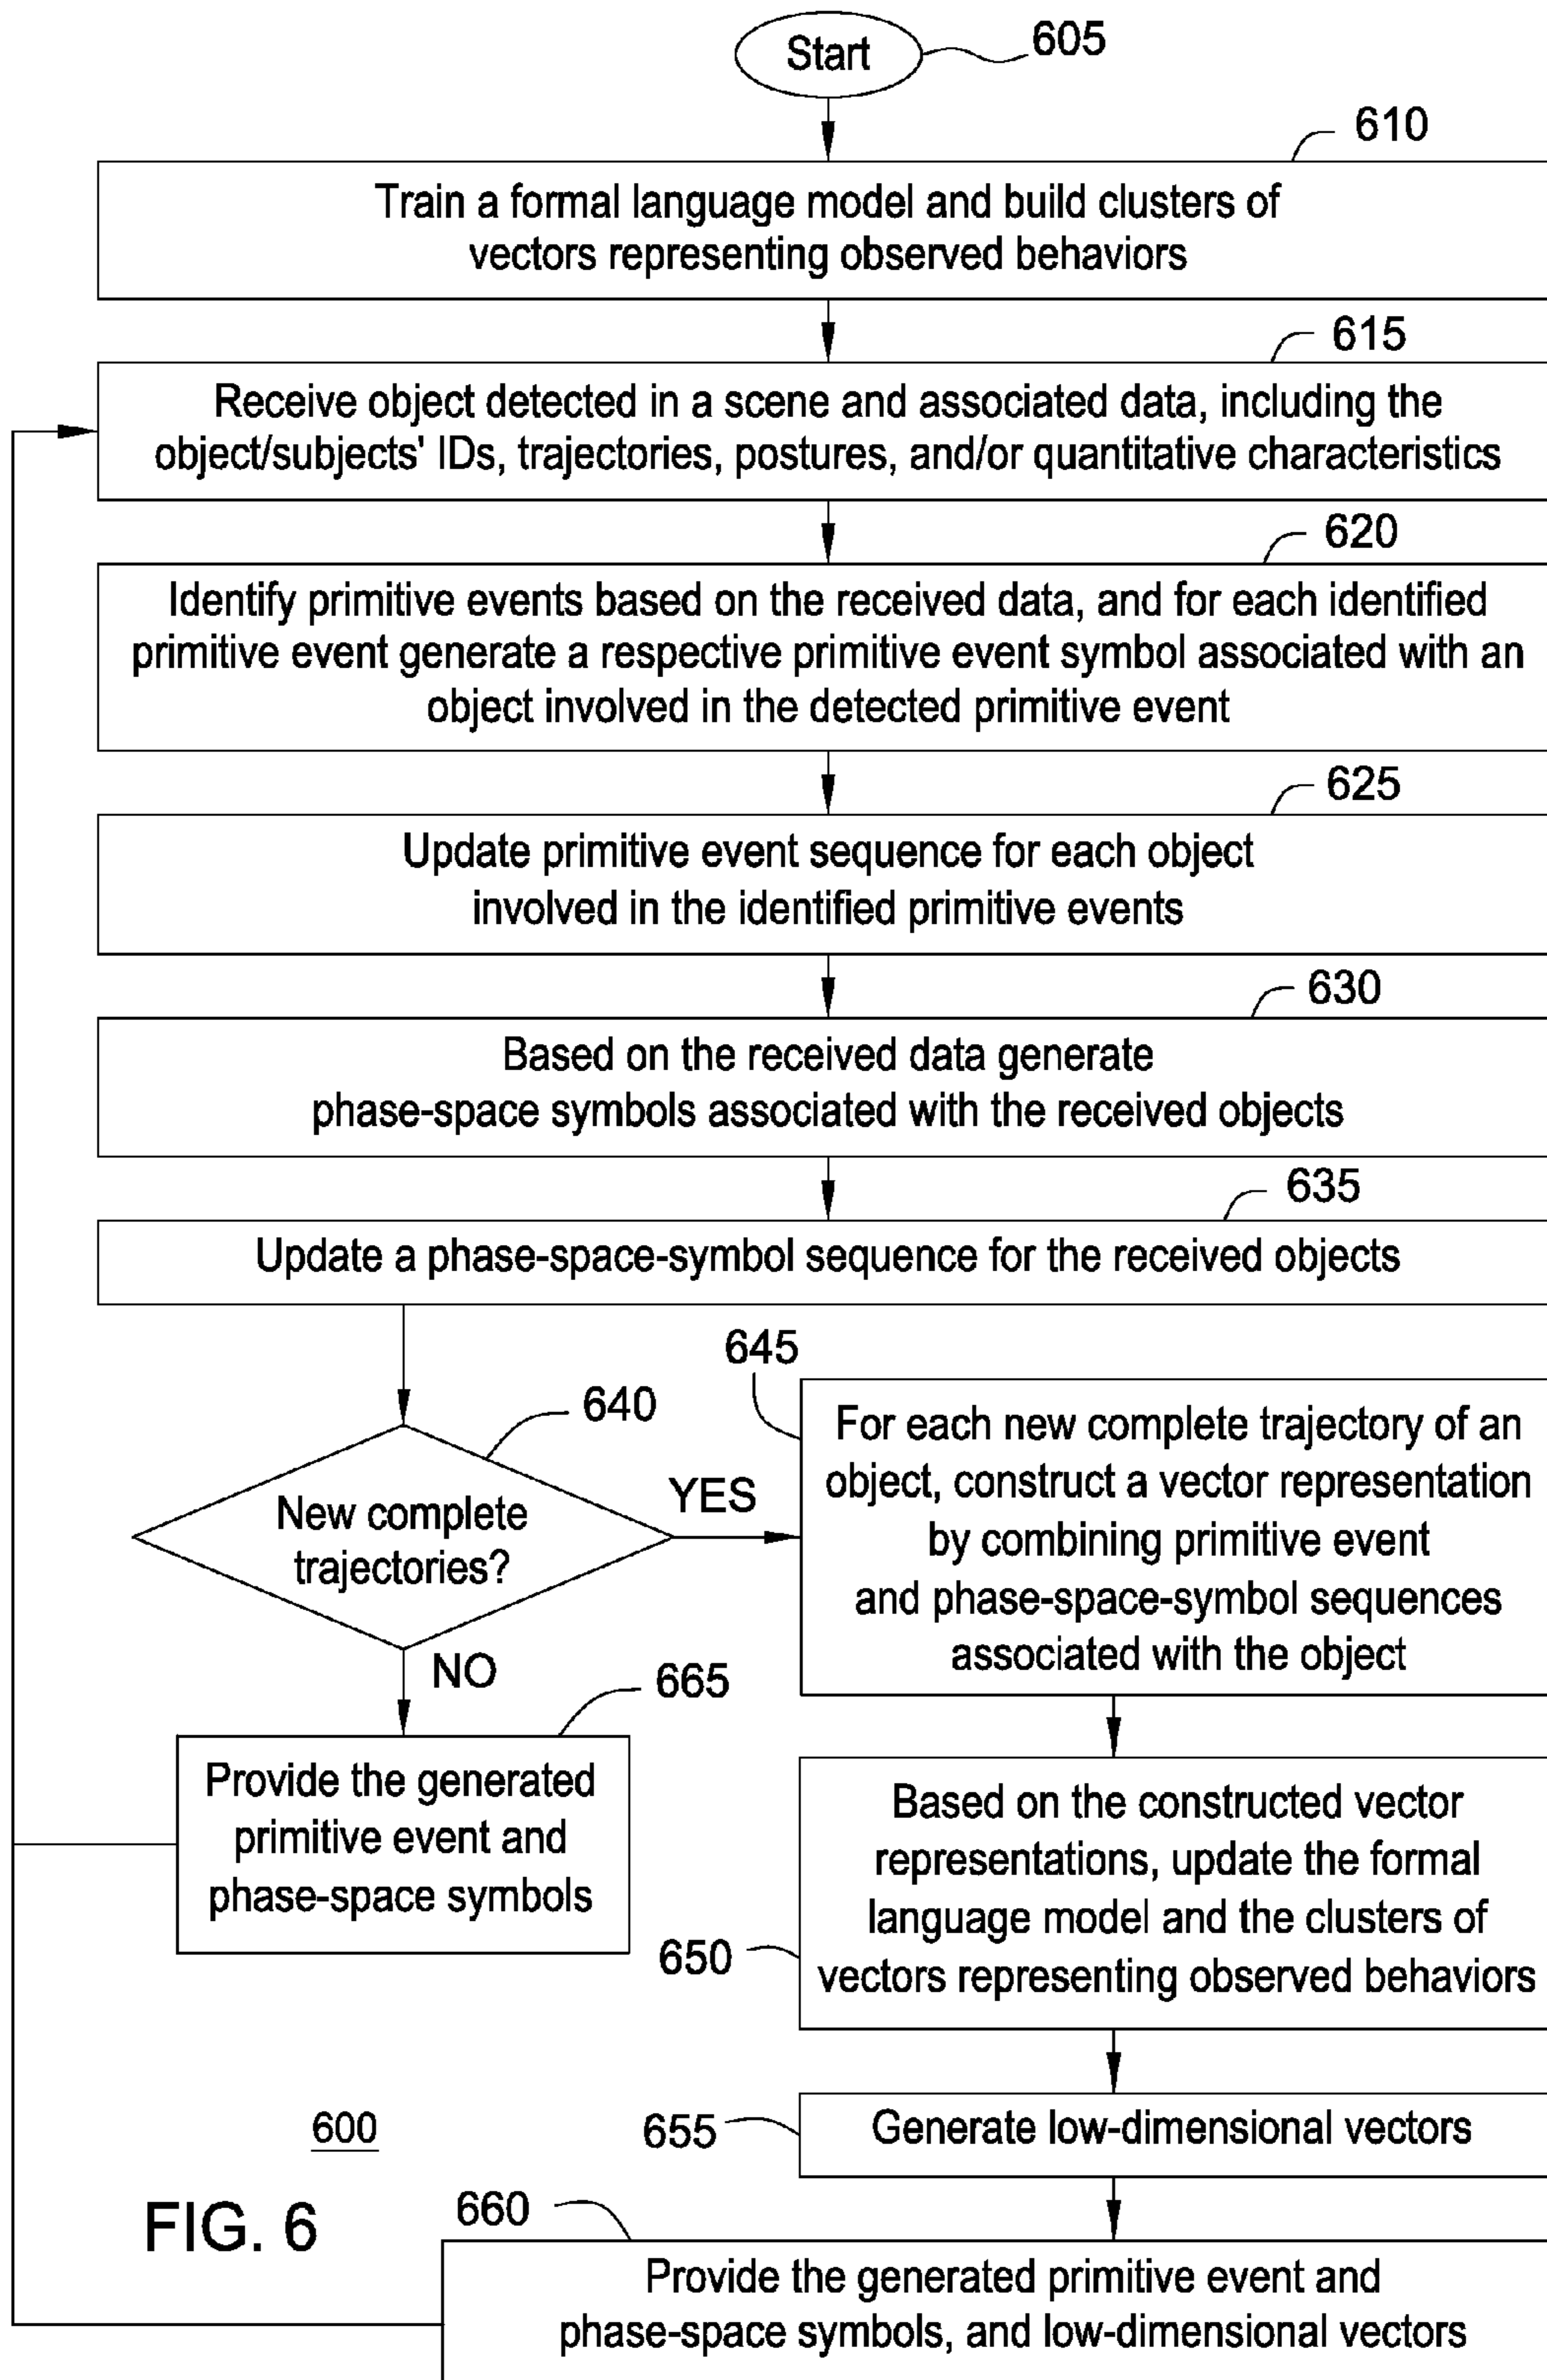 Start
605
610
Train a formal language model and build clusters of
vectors representing observed behaviors
615
Receive object detected in a scene and associated data, including the
object/subjects' IDs, trajectories, postures, and/or quantitative characteristics
620
Identify primitive events based on the received data, and for each identified
primitive event generate a respective primitive event symbol associated with an
object involved in the detected primitive event
625
Update primitive event sequence for each object
involved in the identified primitive events
630
Based on the received data generate
phase-space symbols associated with the received objects
635
Update a phase-space-symbol sequence for the received objects
640
New complete
trajectories?
YES
NO
645
For each new complete trajectory of an
object, construct a vector representation
by combining primitive event
and phase-space-symbol sequences
associated with the object
665
Provide the generated
primitive event and
phase-space symbols
650
Based on the constructed vector
representations, update the formal
language model and the clusters of
vectors representing observed behaviors
655
Generate low-dimensional vectors
660
Provide the generated primitive event and
phase-space symbols, and low-dimensional vectors
600
FIG. 6